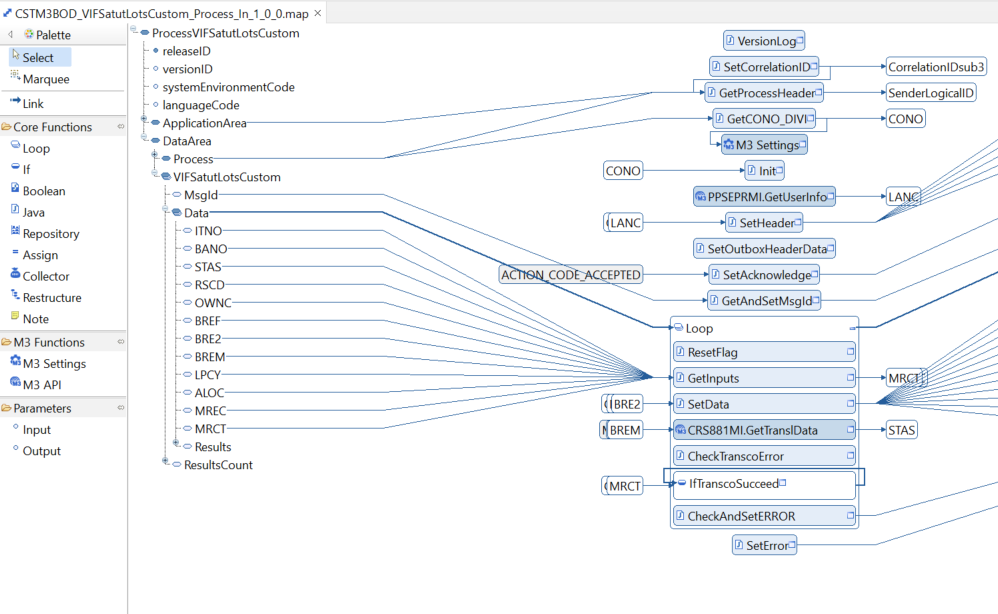 CSTM3BOD_VIFSatutLotsCustom_Process_In_1_0_0.map
Palette
Select
Marquee
Link
Core Functions
Loop
If
Boolean
Java
Repository
Assign
Collector
Restructure
Note
M3 Functions
M3 Settings
M3 API
Parameters
Input
Output
ProcessVIFSatutLotsCustom
releaseID
versionID
systemEnvironmentCode
languageCode
ApplicationArea
DataArea
Process
VIFSatutLotsCustom
MsgId
Data
ITNO
BANO
STAS
RSCD
OWNC
BREF
BRE2
BREM
LPCY
ALOC
MREC
MRCT
Results
ResultsCount
VersionLog
SetCorrelationID
CorrelationIDsub3
GetProcessHeader
SenderLogicalID
GetCONO_DIVI
CONO
M3 Settings
CONO
Init
PPSEPRMI.GetUserInfo
LANC
LANC
SetHeader
SetOutboxHeaderData
ACTION_CODE_ACCEPTED
SetAcknowledge
GetAndSetMsgId
Loop
ResetFlag
GetInputs
MRCT
BRE2
SetData
BREM
CRS881MI.GetTranslData
STAS
CheckTranscoError
MRCT
IfTranscoSucceed
CheckAndSetERROR
SetError